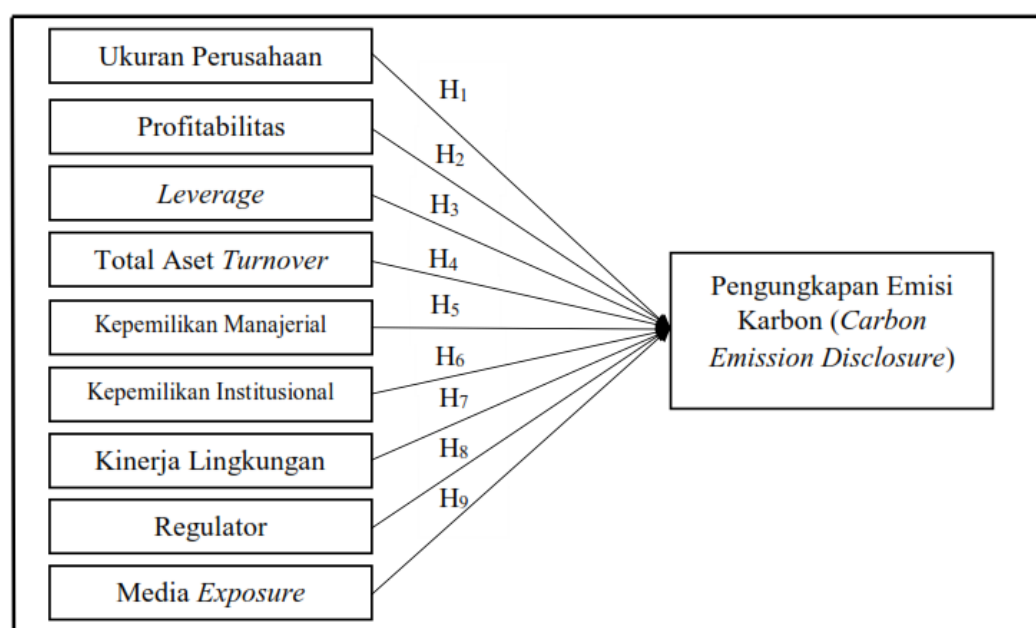 Ukuran Perusahaan
Profitabilitas
Leverage
Total Aset Turnover
Kepemilikan Manajerial
Kepemilikan Institusional
Kinerja Lingkungan
Regulator
Media Exposure
H₁
H₂
H₃
H₄
H₅
H₆
H₇
H₈
H₉
Pengungkapan Emisi
Karbon (Carbon
Emission Disclosure)